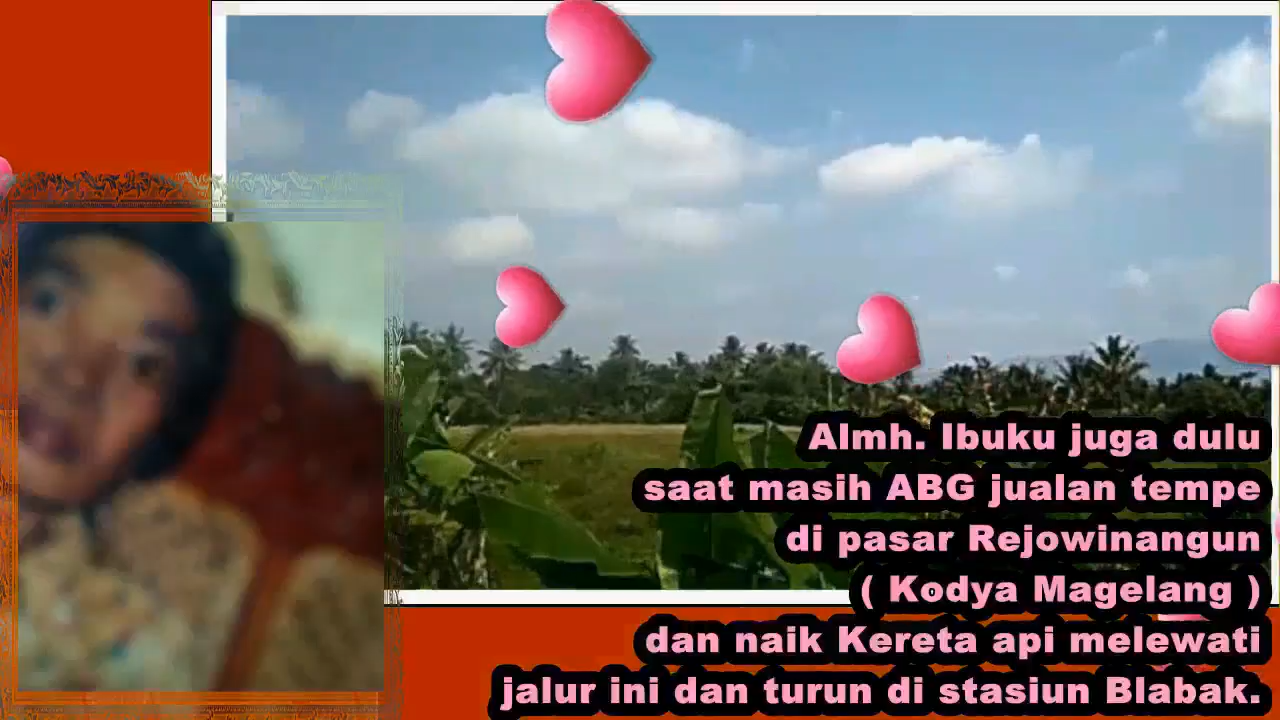 Almh. Ibuku juga dulu
saat masih ABG jualan tempe
di pasar Rejowinangun
( Kodya Magelang )
dan naik Kereta api melewati
jalur ini dan turun di stasiun Blabak.